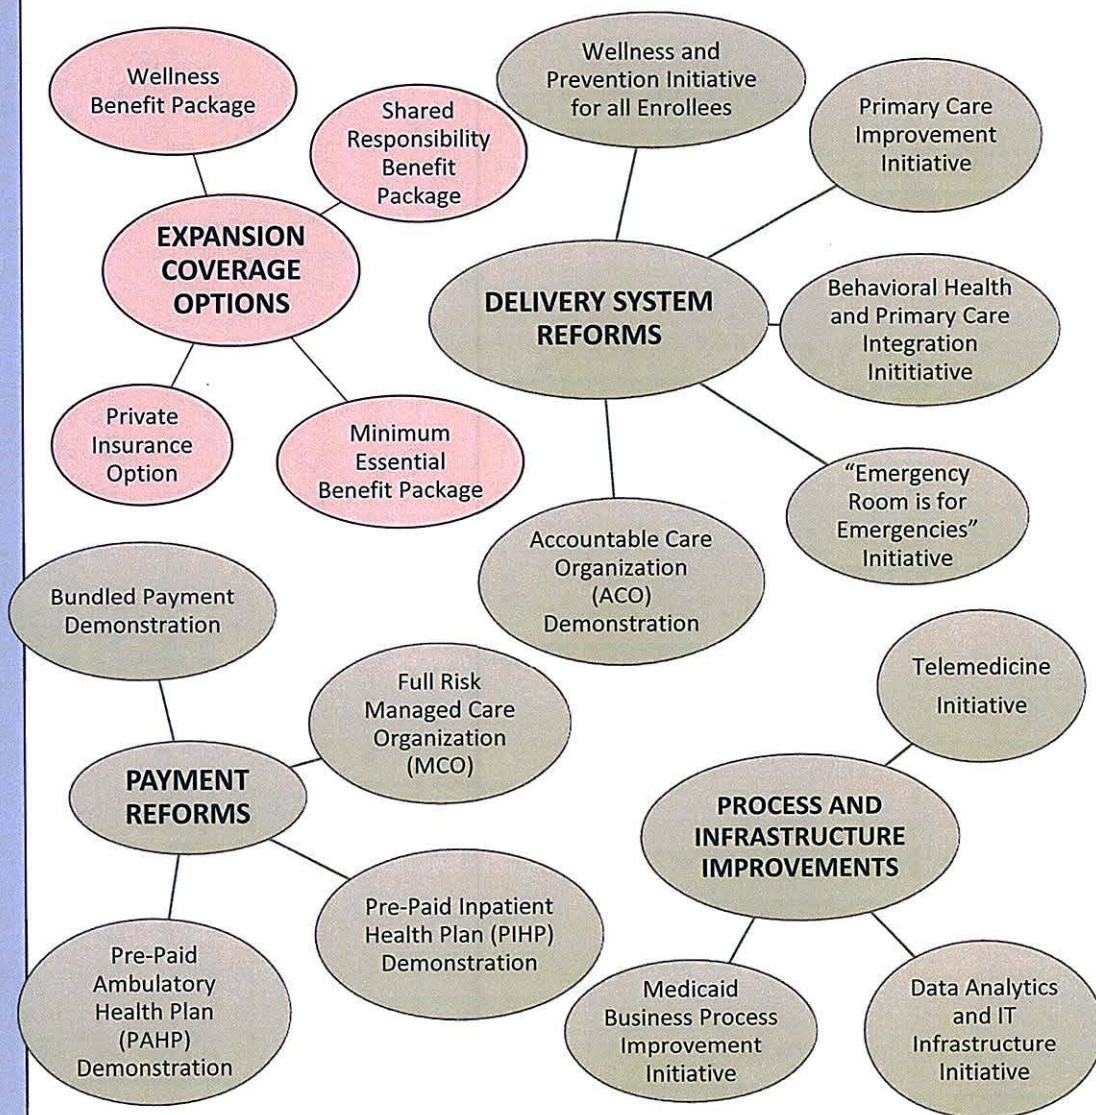 Wellness
Benefit Package
Shared
Responsibility
Benefit
Package
EXPANSION
COVERAGE
OPTIONS
Private
Insurance
Option
Minimum
Essential
Benefit Package
Wellness and
Prevention Initiative
for all Enrollees
Primary Care
Improvement
Initiative
DELIVERY SYSTEM
REFORMS
Behavioral Health
and Primary Care
Integration
Inititiative
“Emergency
Room is for
Emergencies”
Initiative
Accountable Care
Organization
(ACO)
Demonstration
Bundled Payment
Demonstration
Full Risk
Managed Care
Organization
(MCO)
PAYMENT
REFORMS
Pre-Paid Inpatient
Health Plan (PIHP)
Demonstration
Pre-Paid
Ambulatory
Health Plan
(PAHP)
Demonstration
Telemedicine
Initiative
PROCESS AND
INFRASTRUCTURE
IMPROVEMENTS
Medicaid
Business Process
Improvement
Initiative
Data Analytics
and IT
Infrastructure
Initiative